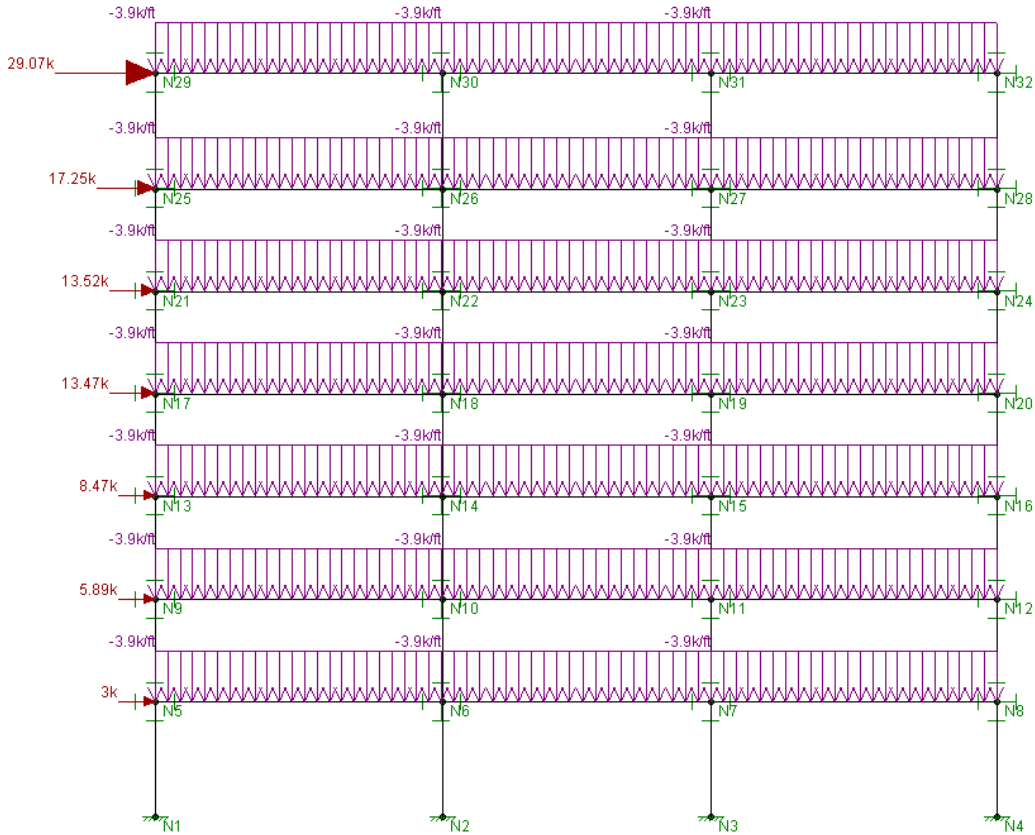 -3.9k/ft -3.9k/ft -3.9k/ft
29.07k
N29 N30 N31 N32
-3.9k/ft -3.9k/ft -3.9k/ft
17.25k
N25 N26 N27 N28
-3.9k/ft -3.9k/ft -3.9k/ft
13.52k
N21 N22 N23 N24
-3.9k/ft -3.9k/ft -3.9k/ft
13.47k
N17 N18 N19 N20
-3.9k/ft -3.9k/ft -3.9k/ft
8.47k
N13 N14 N15 N16
-3.9k/ft -3.9k/ft -3.9k/ft
5.89k
N9 N10 N11 N12
-3.9k/ft -3.9k/ft -3.9k/ft
3k
N5 N6 N7 N8
N1 N2 N3 N4